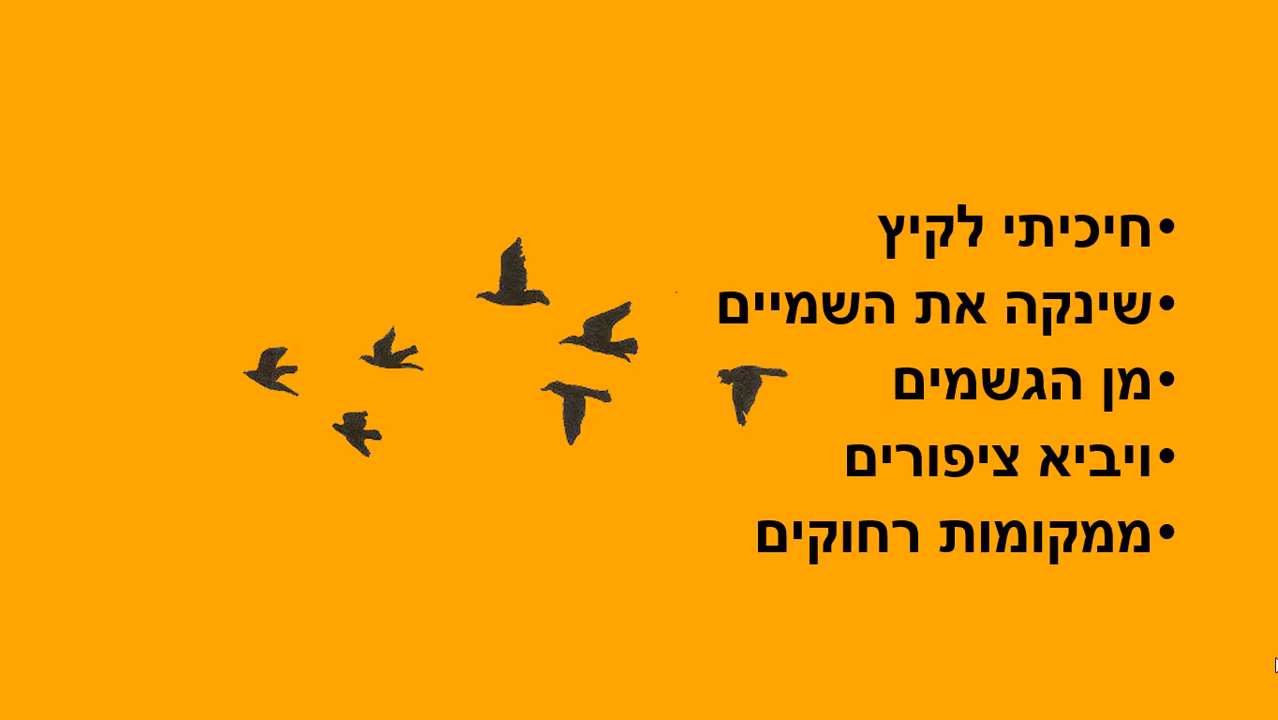 •חיכיתי לקיץ
•שינקה את השמיים
•מן הגשמים
•ויביא ציפורים
•ממקומות רחוקים